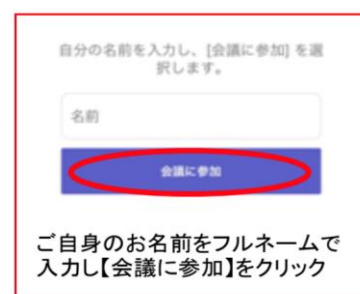 自分の名前を入力し、[会議に参加] を選
択します。
名前
会議に参加
ご自身のお名前をフルネームで
入力し【会議に参加】をクリック